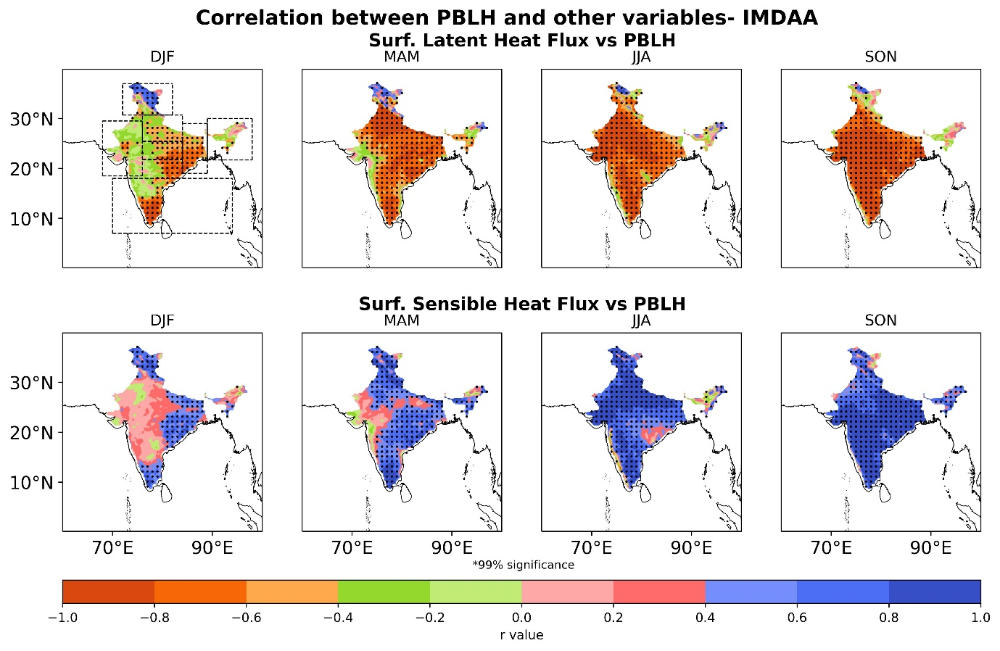 Correlation between PBLH and other variables- IMDAA
Surf. Latent Heat Flux vs PBLH
DJF MAM JJA SON
30°N
20°N
10°N
Surf. Sensible Heat Flux vs PBLH
DJF MAM JJA SON
30°N
20°N
10°N
70°E 90°E 70°E 90°E 70°E 90°E 70°E 90°E
*99% significance
−1.0 −0.8 −0.6 −0.4 −0.2 0.0 0.2 0.4 0.6 0.8 1.0
r value